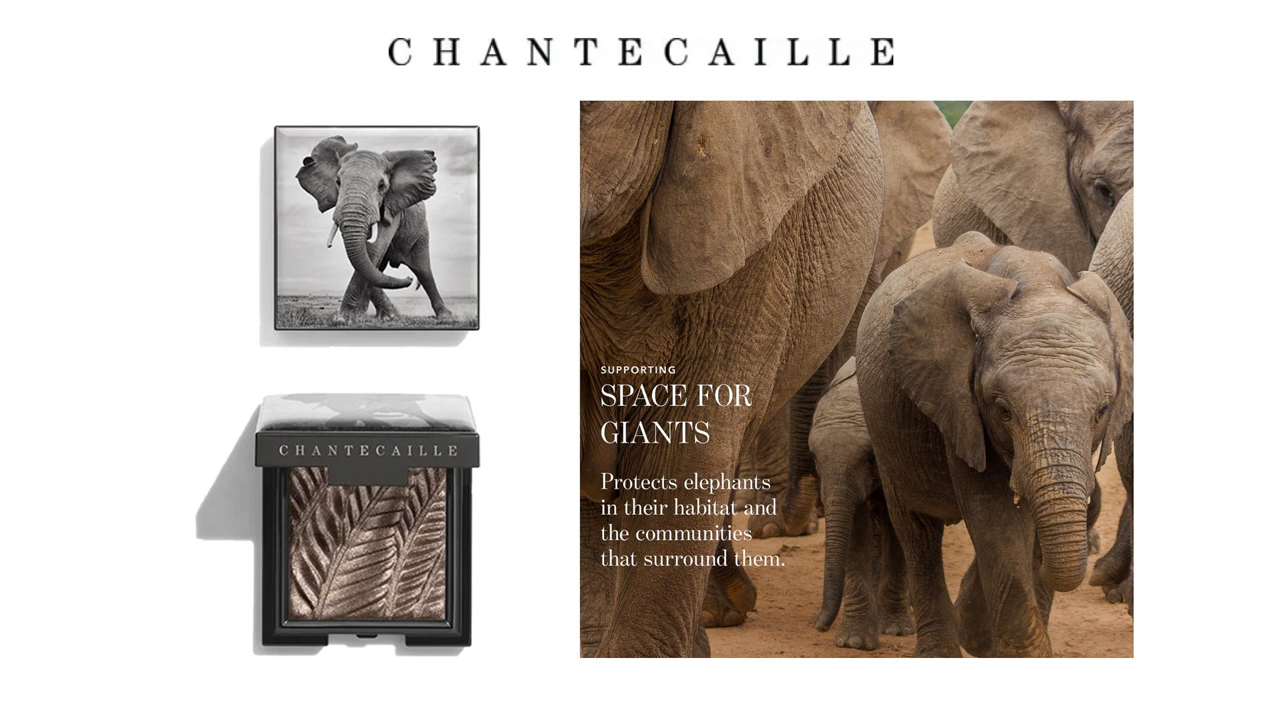 CHANTECAILLE
CHANTECAILLE
SUPPORTING
SPACE FOR
GIANTS
Protects elephants
in their habitat and
the communities
that surround them.